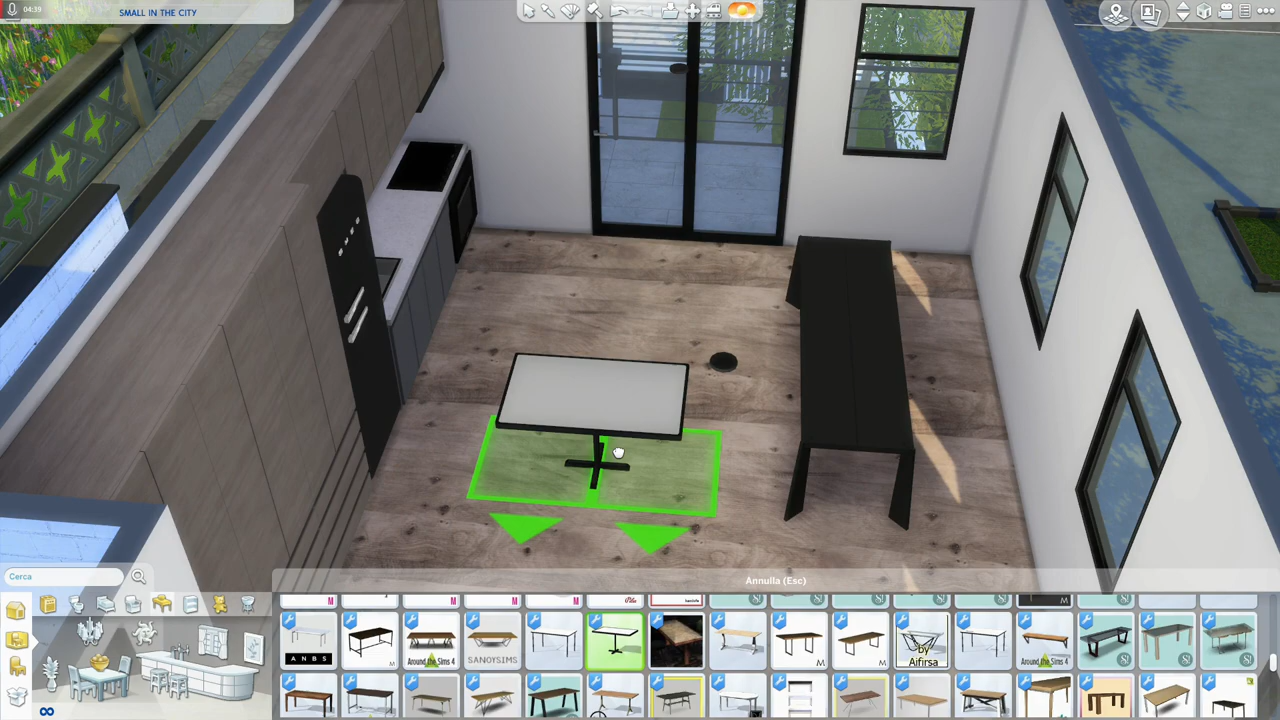 04:39
SMALL IN THE CITY
Annulla (Esc)
Cerca
M
M
M
M
ANBS
M
Around the Sims 4
SANOYSIMS
M
M
by
Aifirsa
Around the Sims 4